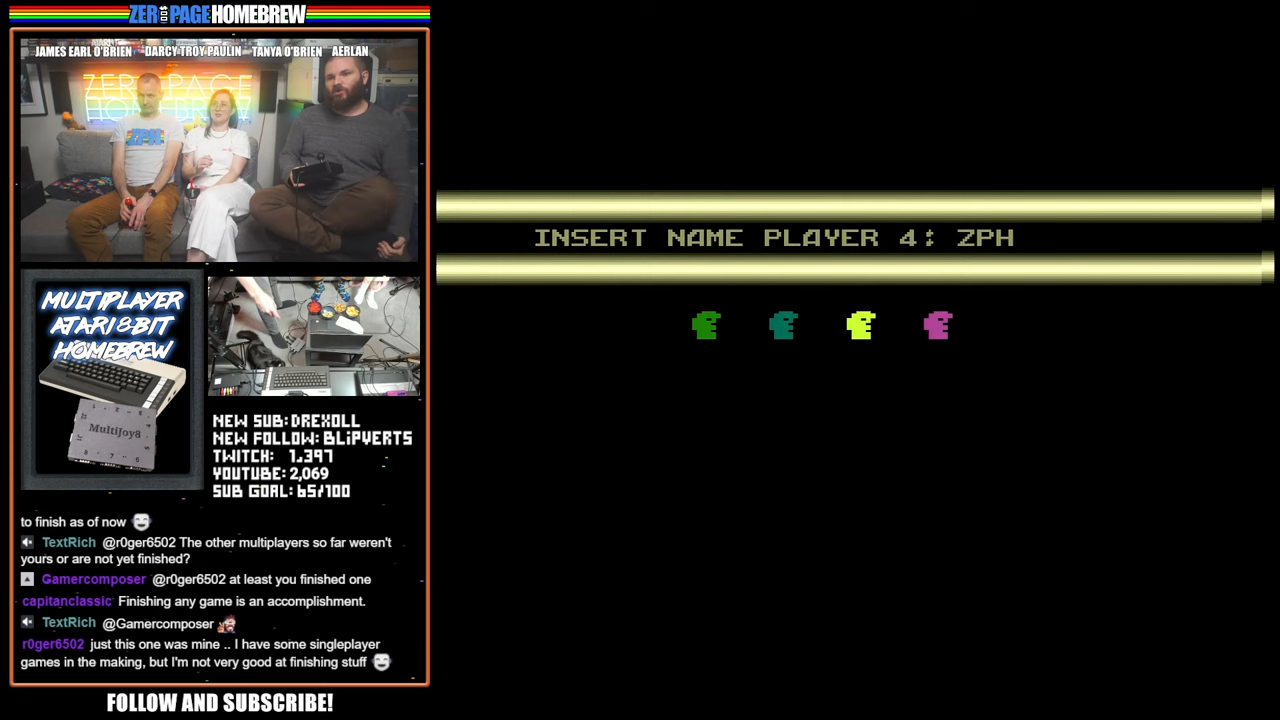 ZER PAGE HOMEBREW
JAMES EARL O'BRIEN DARCY TROY PAULIN TANYA O'BRIEN AERLAN
ZERO PAGE
HOMEBREW
ZPH
INSERT NAME PLAYER 4: ZPH
MULTIPLAYER
ATARI 8 BIT
HOMEBREW
MultiJoy8
NEW SUB: DREXOLL
NEW FOLLOW: BLIPVERTS
TWITCH: 1,397
YOUTUBE: 2,069
SUB GOAL: 65/100
to finish as of now
TextRich @r0ger6502 The other multiplayers so far weren't
yours or are not yet finished?
Gamercomposer @r0ger6502 at least you finished one
capitanclassic Finishing any game is an accomplishment.
TextRich @Gamercomposer
r0ger6502 just this one was mine .. I have some singleplayer
games in the making, but I'm not very good at finishing stuff
FOLLOW AND SUBSCRIBE!